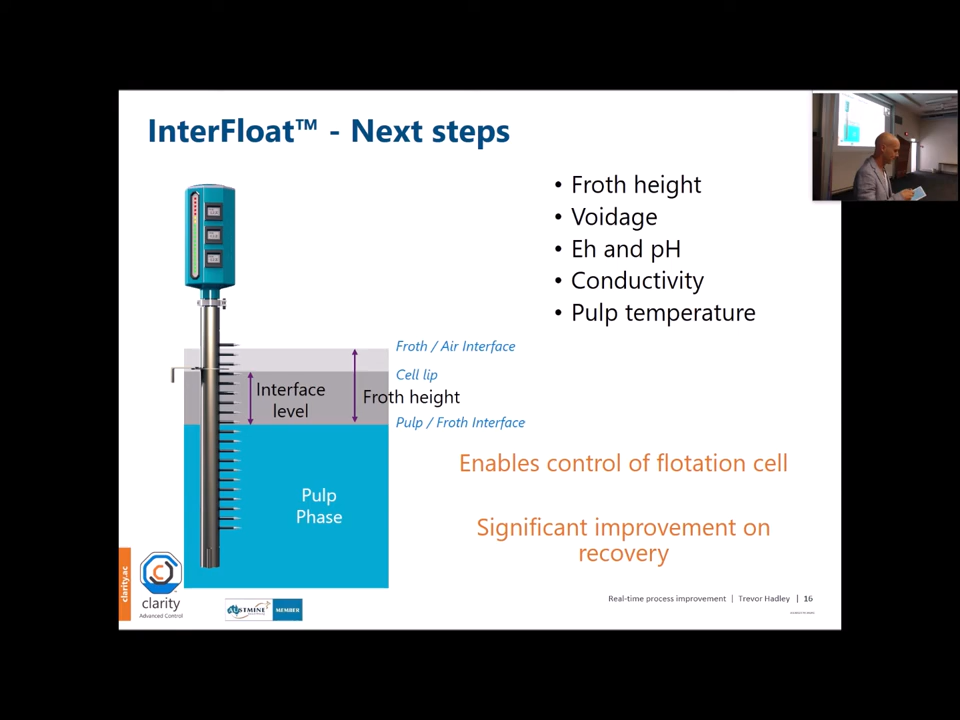 InterFloat™ - Next steps
• Froth height
• Voidage
• Eh and pH
• Conductivity
• Pulp temperature
Froth / Air Interface
Cell lip
Interface
level
Froth height
Pulp / Froth Interface
Pulp
Phase
Enables control of flotation cell
Significant improvement on
recovery
clarity.ac
clarity
Advanced Control
MEMBER
Real-time process improvement | Trevor Hadley | 16